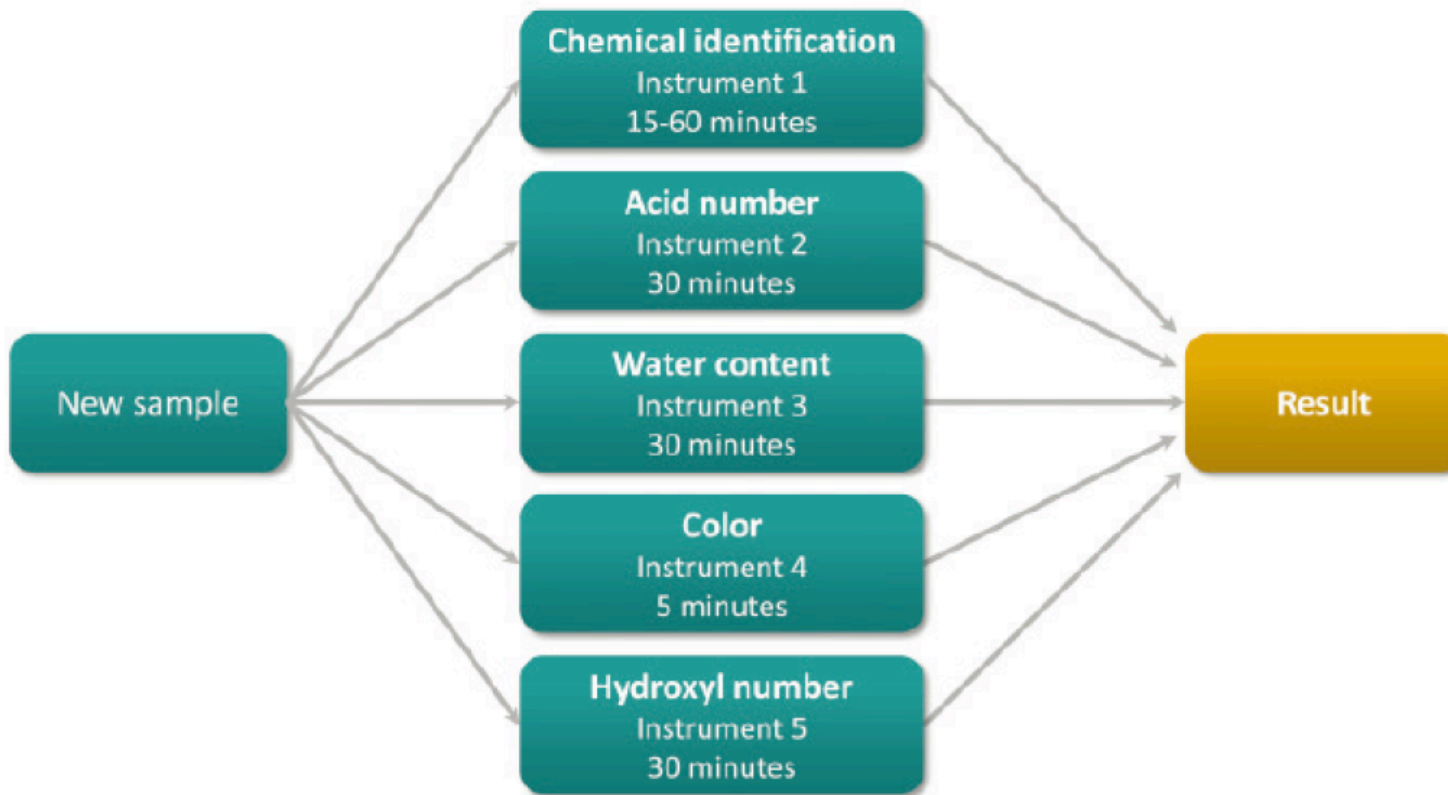 Chemical identification
Instrument 1
15-60 minutes
Acid number
Instrument 2
30 minutes
New sample
Water content
Instrument 3
30 minutes
Result
Color
Instrument 4
5 minutes
Hydroxyl number
Instrument 5
30 minutes